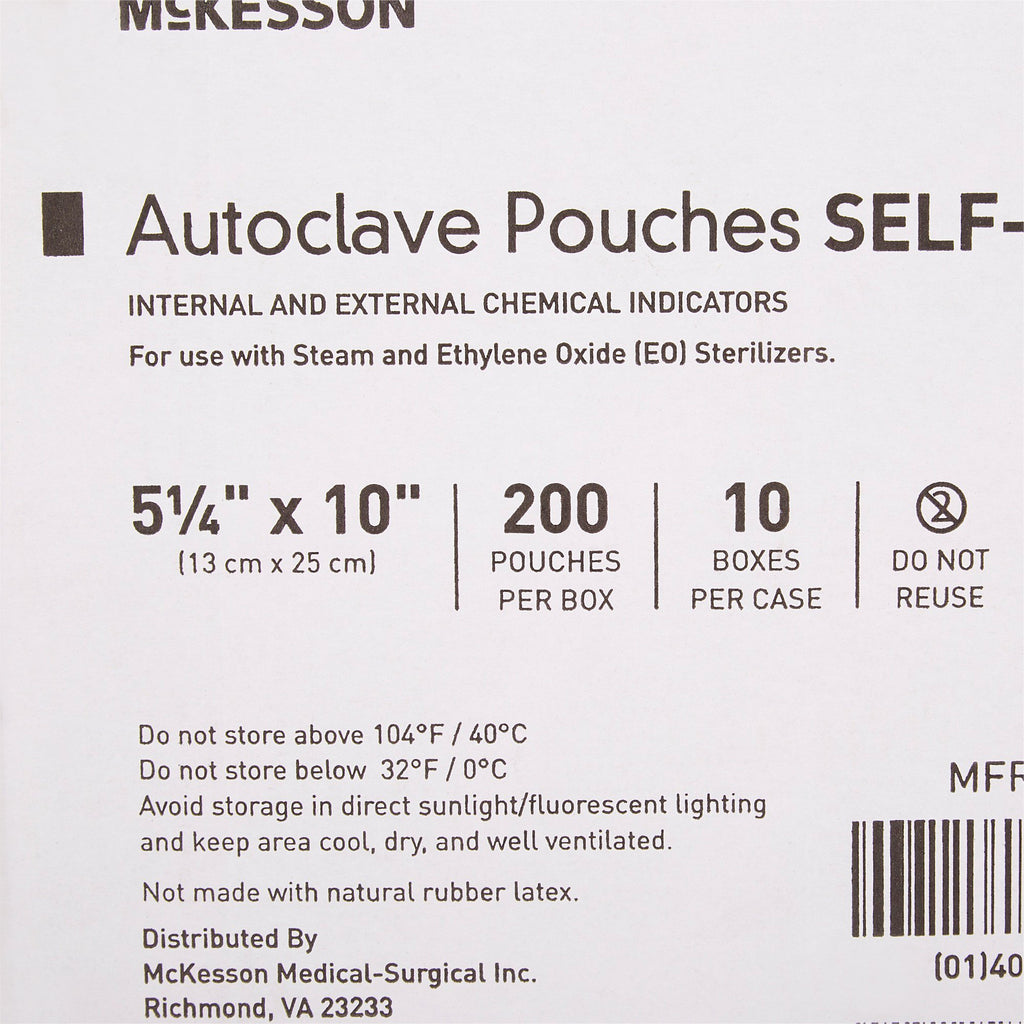 McKESSON
Autoclave Pouches SELF-
INTERNAL AND EXTERNAL CHEMICAL INDICATORS
For use with Steam and Ethylene Oxide (EO) Sterilizers.
5¼" x 10"
(13 cm x 25 cm)
200
POUCHES
PER BOX
10
BOXES
PER CASE
2
DO NOT
REUSE
Do not store above 104°F / 40°C
Do not store below 32°F / 0°C
Avoid storage in direct sunlight/fluorescent lighting
and keep area cool, dry, and well ventilated.
Not made with natural rubber latex.
Distributed By
McKesson Medical-Surgical Inc.
Richmond, VA 23233
MFR
(01)40